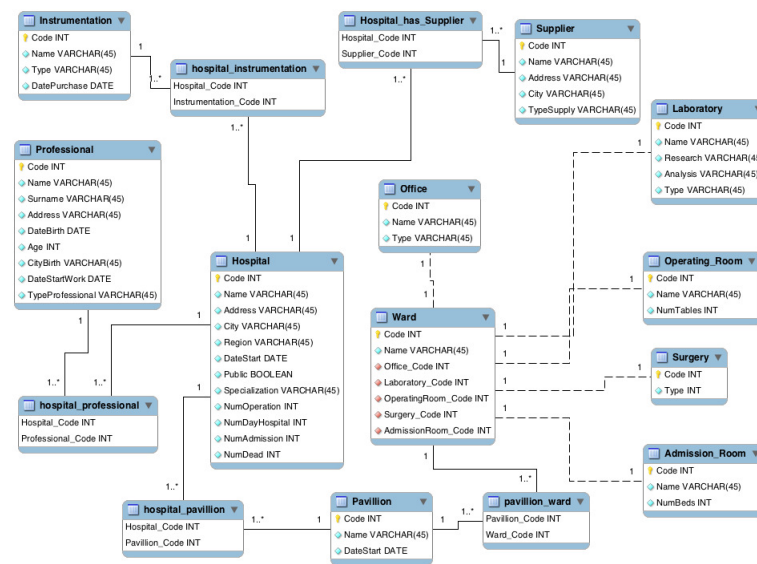 Instrumentation
Code INT
Name VARCHAR(45)
Type VARCHAR(45)
DatePurchase DATE
1
1..*
hospital_instrumentation
Hospital_Code INT
Instrumentation_Code INT
1..*
1
Hospital_has_Supplier
Hospital_Code INT
Supplier_Code INT
1..*
1
1..*
1
Supplier
Code INT
Name VARCHAR(45)
Address VARCHAR(45)
City VARCHAR(45)
TypeSupply VARCHAR(45)
Laboratory
Code INT
Name VARCHAR(45)
Research VARCHAR(45
Analysis VARCHAR(45)
Type VARCHAR(45)
1
Professional
Code INT
Name VARCHAR(45)
Surname VARCHAR(45)
Address VARCHAR(45)
DateBirth DATE
Age INT
CityBirth VARCHAR(45)
DateStartWork DATE
TypeProfessional VARCHAR(45)
1
1..*
1..*
hospital_professional
Hospital_Code INT
Professional_Code INT
Office
Code INT
Name VARCHAR(45)
Type VARCHAR(45)
1
1
Hospital
Code INT
Name VARCHAR(45)
Address VARCHAR(45)
City VARCHAR(45)
Region VARCHAR(45)
DateStart DATE
Public BOOLEAN
Specialization VARCHAR(45)
NumOperation INT
NumDayHospital INT
NumAdmission INT
NumDead INT
1
1
1..*
Ward
Code INT
Name VARCHAR(45)
Office_Code INT
Laboratory_Code INT
OperatingRoom_Code INT
Surgery_Code INT
AdmissionRoom_Code INT
1
1
1
1
1
1..*
Operating_Room
Code INT
Name VARCHAR(45)
NumTables INT
1
Surgery
Code INT
Type INT
1
Admission_Room
Code INT
Name VARCHAR(45)
NumBeds INT
1
hospital_pavillion
Hospital_Code INT
Pavillion_Code INT
1..*
1
Pavillion
Code INT
Name VARCHAR(45)
DateStart DATE
1
1..*
pavillion_ward
Pavillion_Code INT
Ward_Code INT